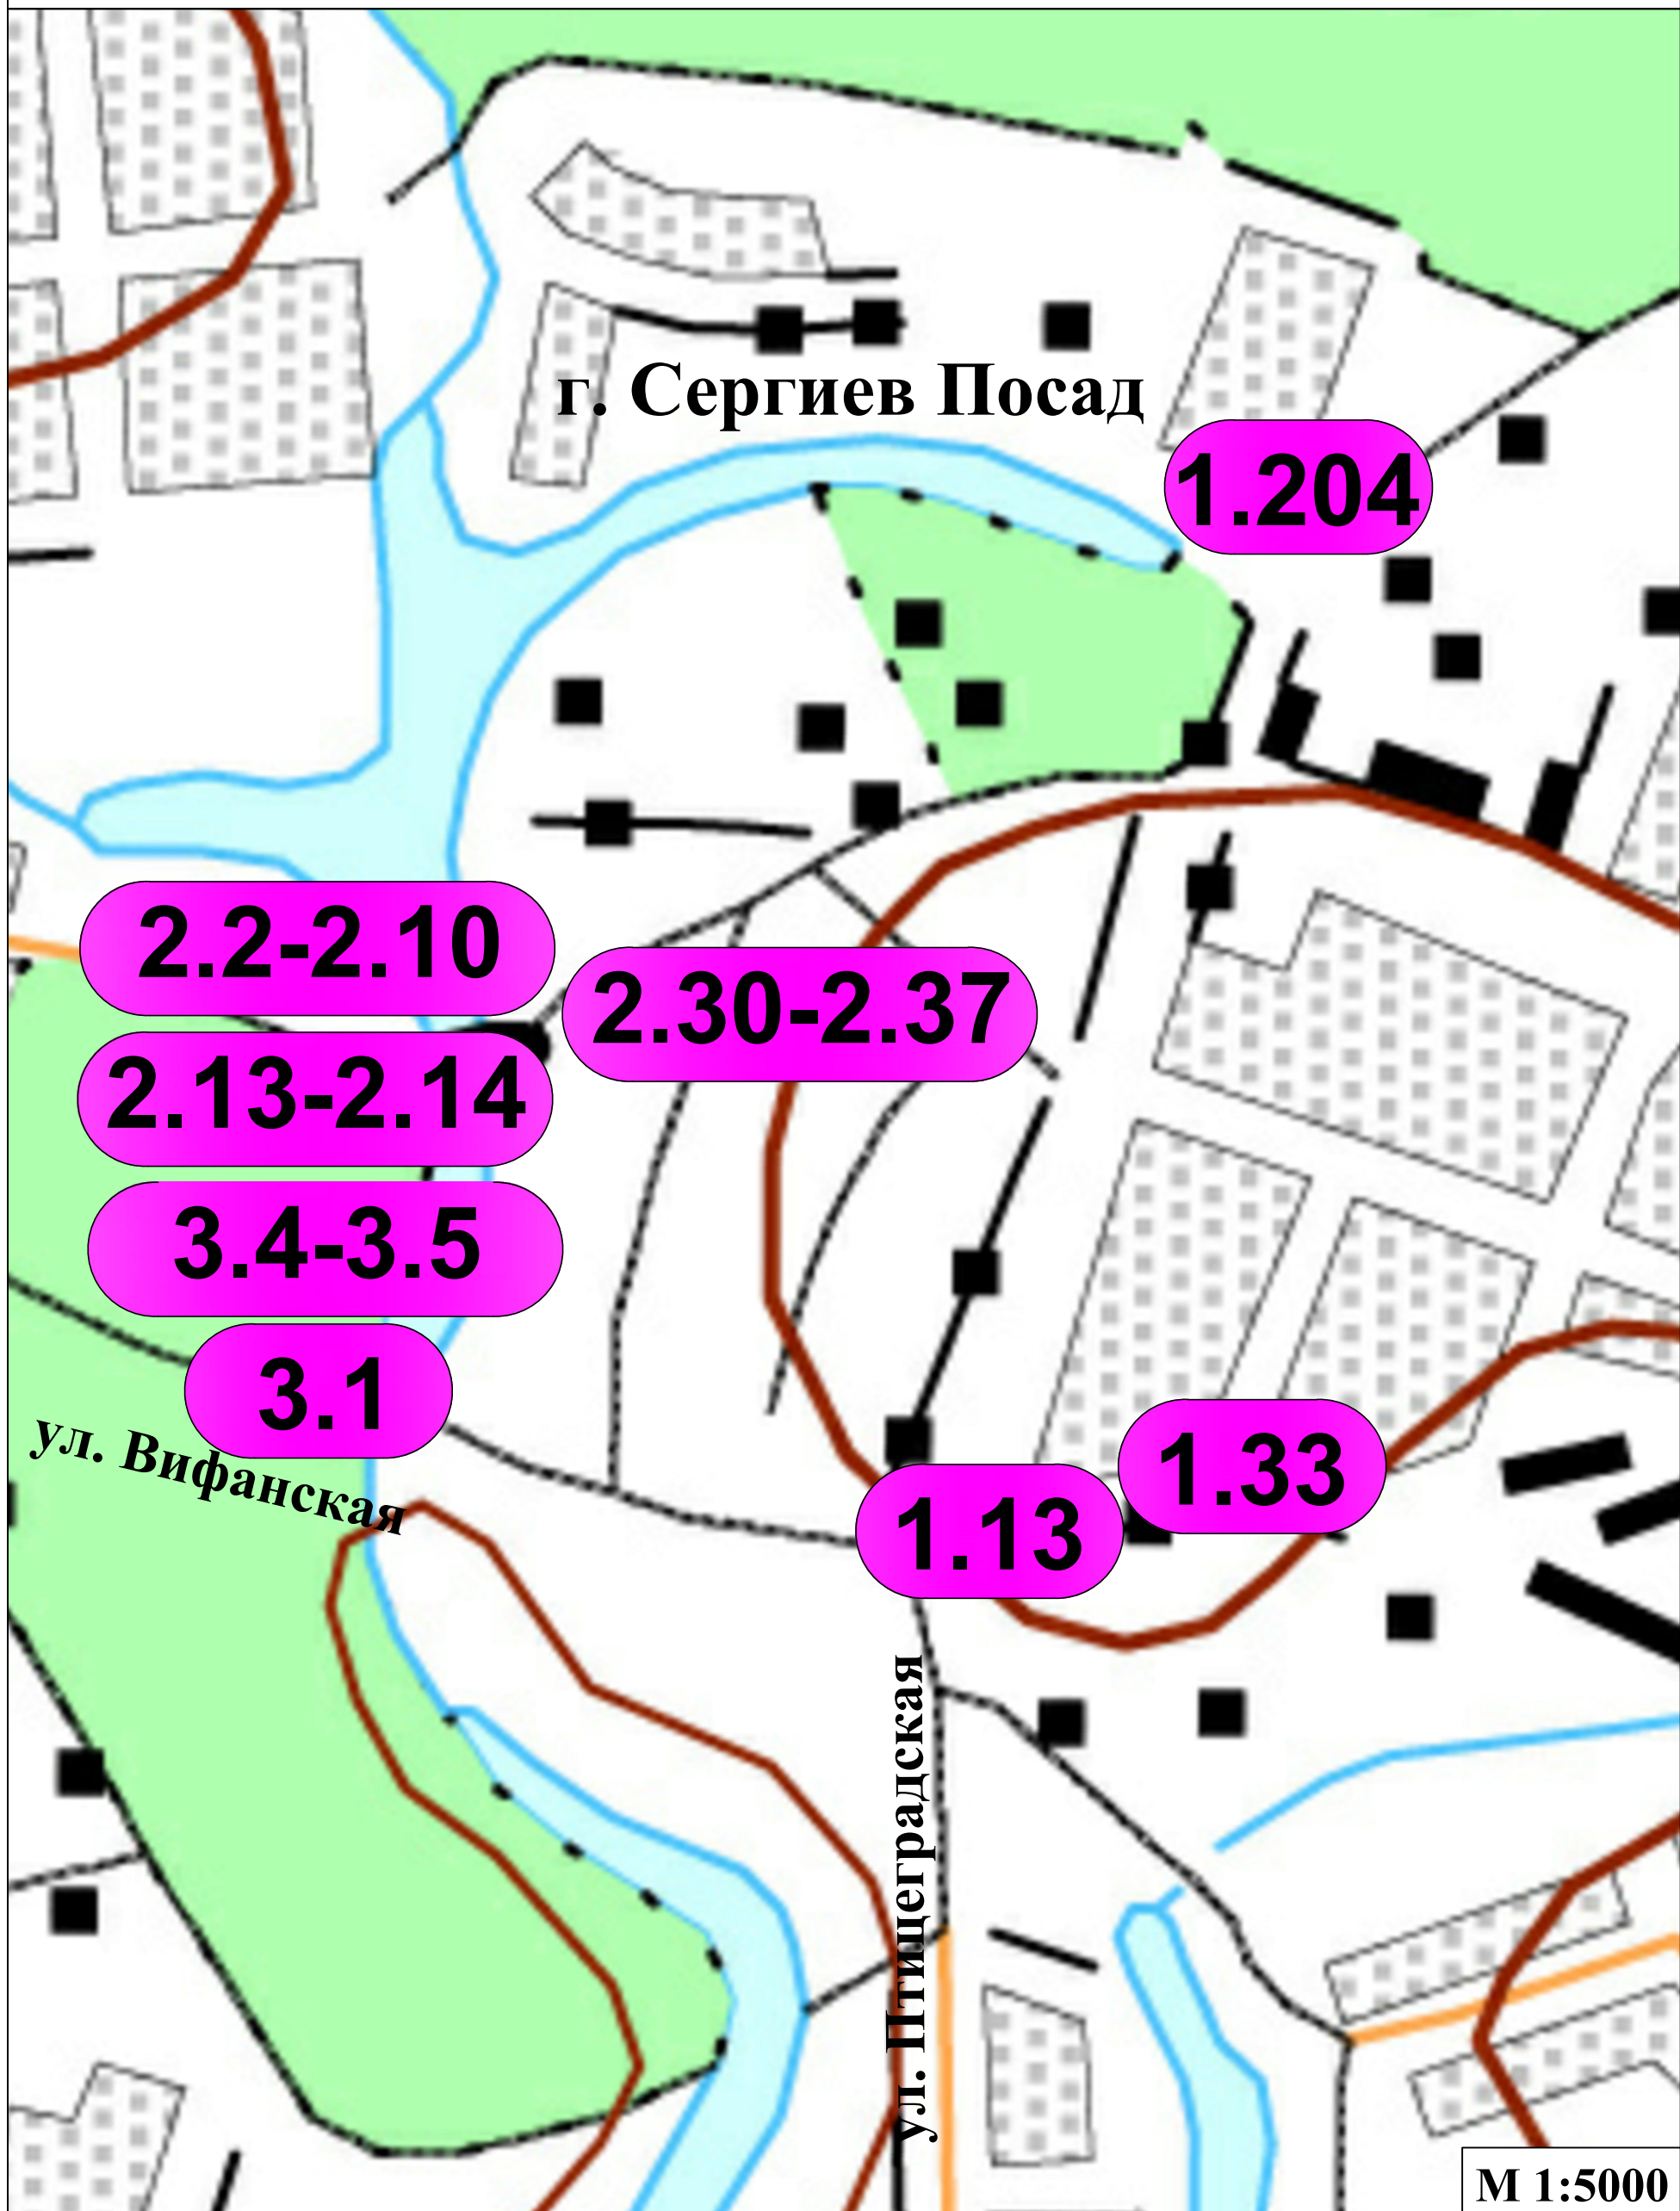 г. Сергиев Посад
1.204
2.2-2.10
2.30-2.37
2.13-2.14
3.4-3.5
3.1
ул. Вифанская
1.33
1.13
ул. Птицеградская
М 1:5000